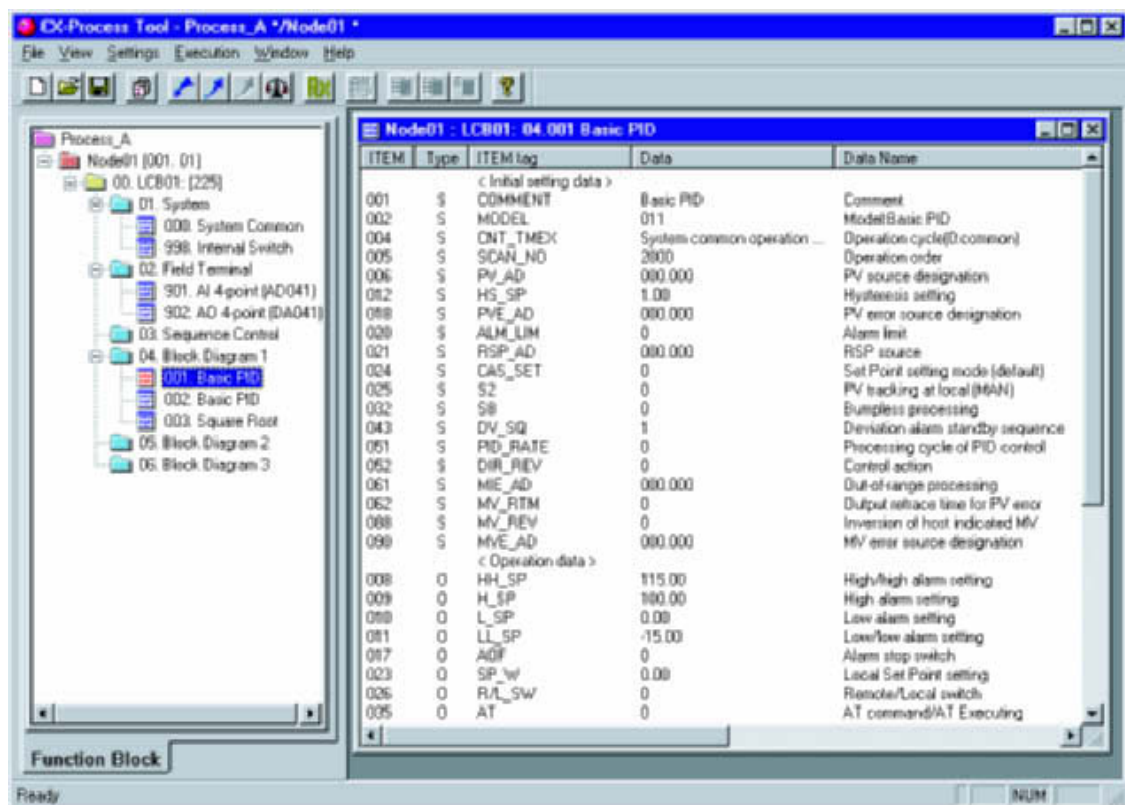 CX-Process Tool - Process_A */Node01 *
File View Settings Execution Window Help
Process_A
Node01 [001. 01]
00. LCB01: [225]
01. System
000. System Common
998. Internal Switch
02. Field Terminal
901. AI 4-point (AD041)
902. AO 4-point (DA041)
03. Sequence Control
04. Block Diagram 1
001. Basic PID
002. Basic PID
003. Square Root
05. Block Diagram 2
06. Block Diagram 3
Function Block
Node01 : LCB01: 04.001 Basic PID
ITEM Type ITEM tag Data Data Name
< Initial setting data >
001 S COMMENT Basic PID Comment
002 S MODEL 011 Model:Basic PID
004 S CNT_TMEX System common operation ... Operation cycle(0:common)
005 S SCAN_NO 2000 Operation order
006 S PV_AD 000.000 PV source designation
012 S HS_SP 1.00 Hysteresis setting
018 S PVE_AD 000.000 PV error source designation
020 S ALM_LIM 0 Alarm limit
021 S RSP_AD 000.000 RSP source
024 S CAS_SET 0 Set Point setting mode (default)
025 S S2 0 PV tracking at local (MAN)
032 S S8 0 Bumpless processing
043 S DV_SQ 1 Deviation alarm standby sequence
051 S PID_RATE 0 Processing cycle of PID control
052 S DIR_REV 0 Control action
061 S MIE_AD 000.000 Out-of-range processing
062 S MV_RTM 0 Output retrace time for PV error
088 S MV_REV 0 Inversion of host indicated MV
090 S MVE_AD 000.000 MV error source designation
< Operation data >
008 O HH_SP 115.00 High/high alarm setting
009 O H_SP 100.00 High alarm setting
010 O L_SP 0.00 Low alarm setting
011 O LL_SP -15.00 Low/low alarm setting
017 O AOF 0 Alarm stop switch
023 O SP_W 0.00 Local Set Point setting
026 O R/L_SW 0 Remote/Local switch
035 O AT 0 AT command/AT Executing
Ready
NUM